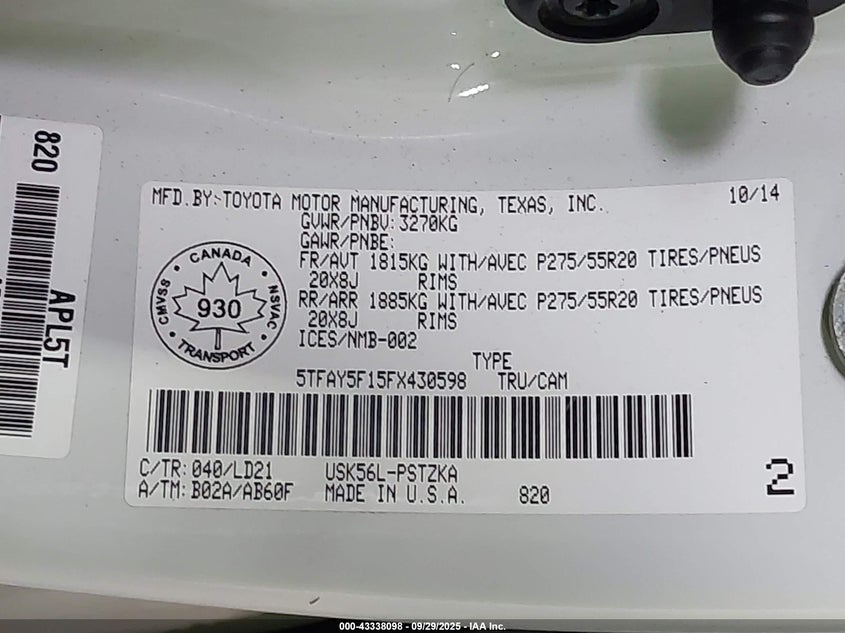 820
APL5T
MFD.BY: TOYOTA MOTOR MANUFACTURING, TEXAS, INC. 10/14
GVWR/PNBV: 3270KG
GAWR/PNBE:
FR/AVT 1815KG WITH/AVEC P275/55R20 TIRES/PNEUS
20X8J RIMS
RR/ARR 1885KG WITH/AVEC P275/55R20 TIRES/PNEUS
20X8J RIMS
ICES/NMB-002
CANADA
CMVSS
930
NSVAC
TRANSPORT
TYPE
5TFAY5F15FX430598 TRU/CAM
C/TR: 040/LD21 USK56L-PSTZKA
A/TM: B02A/AB60F MADE IN U.S.A. 820
2
000-43338098 - 09/29/2025 - IAA Inc.